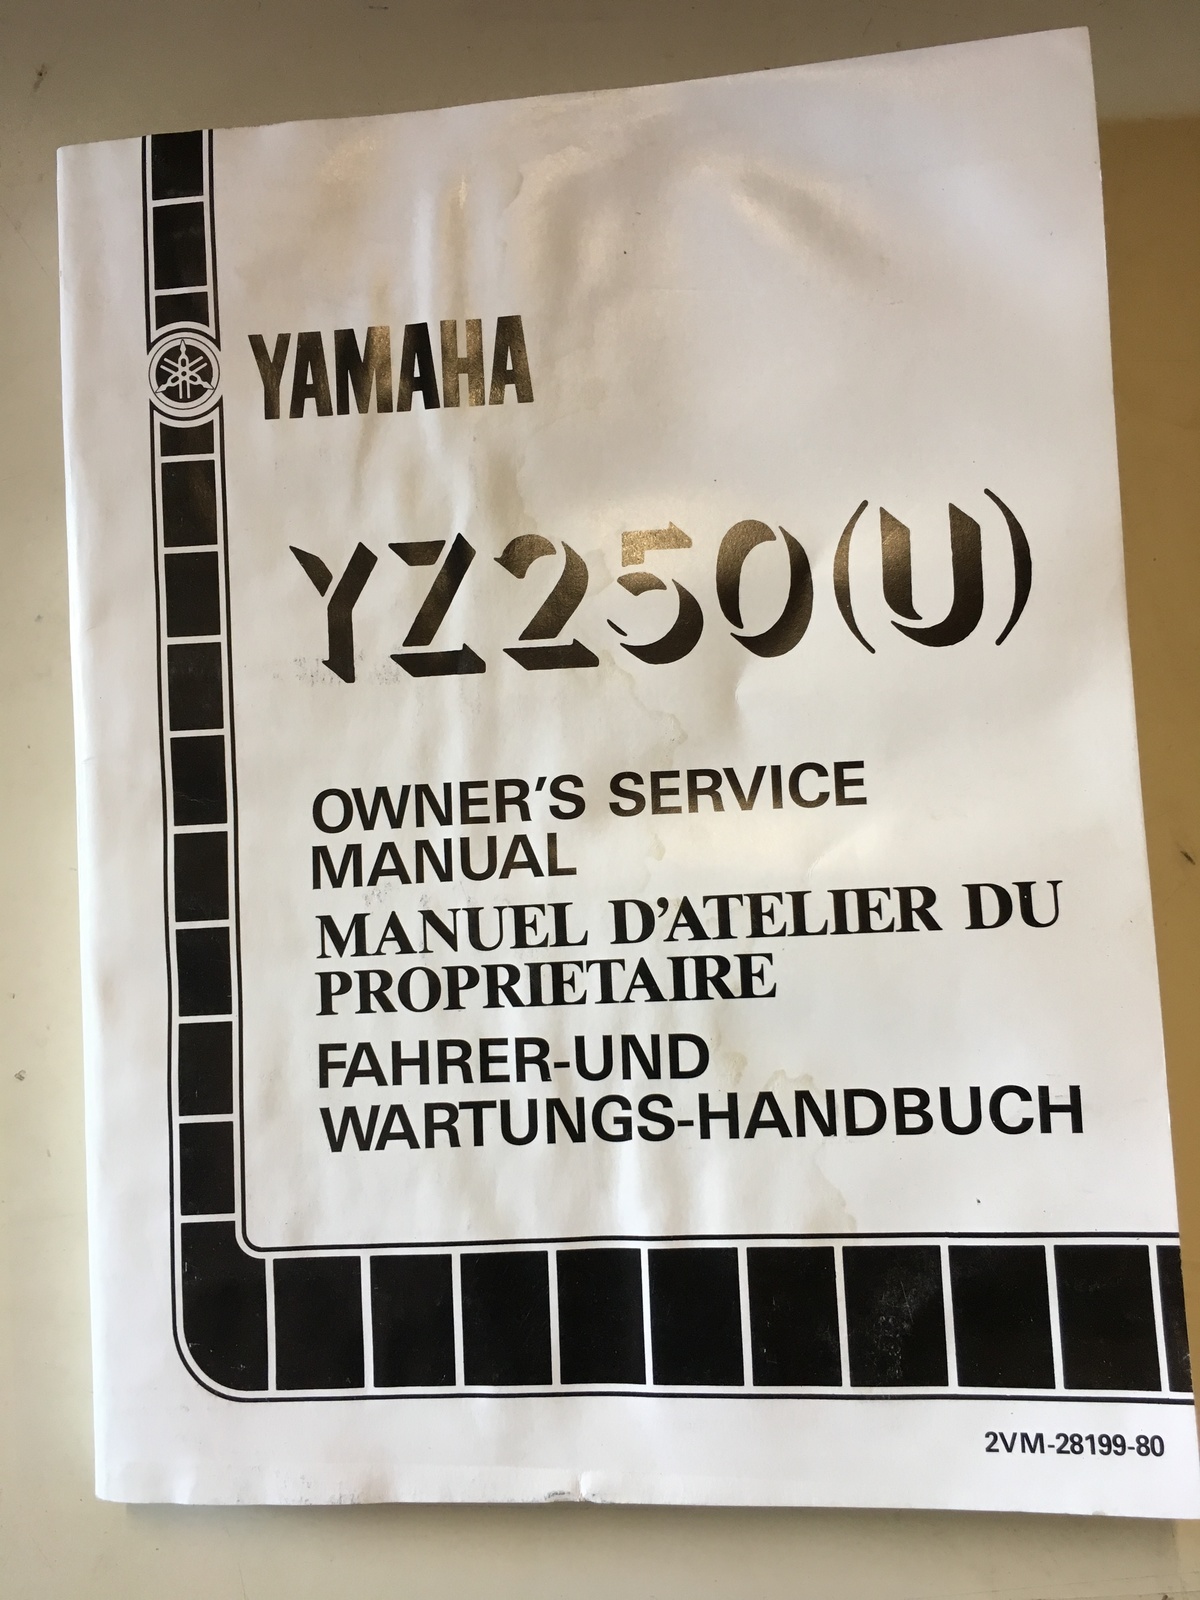 YAMAHA
YZ250(U)
OWNER'S SERVICE
MANUAL
MANUEL D'ATELIER DU
PROPRIETAIRE
FAHRER-UND
WARTUNGS-HANDBUCH
2VM-28199-80